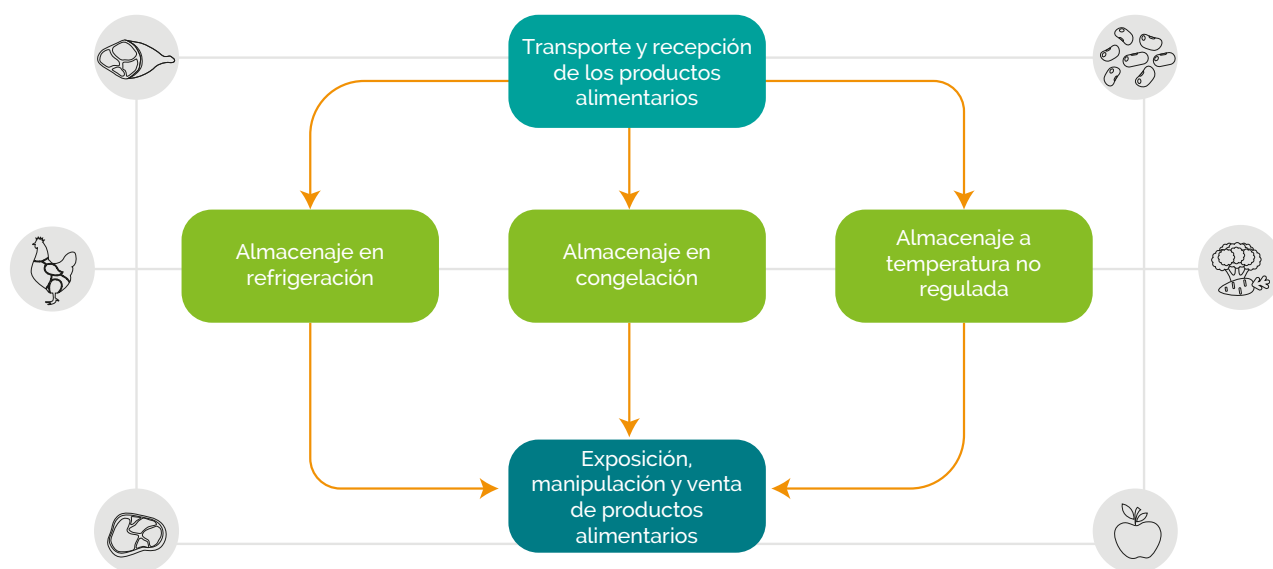 Transporte y recepción
de los productos
alimentarios
Almacenaje en
refrigeración
Almacenaje en
congelación
Almacenaje a
temperatura no
regulada
Exposición,
manipulación y venta
de productos
alimentarios